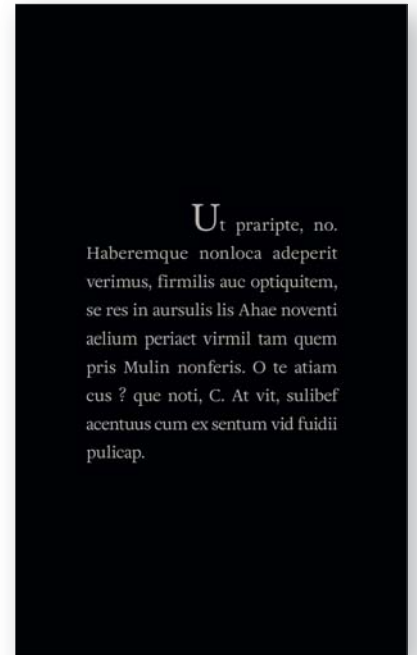 Ut praripte, no.
Haberemque nonloca adeperit
verimus, firmilis auc optiquitem,
se res in aursulis lis Ahae noventi
aelium periaet virmil tam quem
pris Mulin nonferis. O te atiam
cus ? que noti, C. At vit, sulibef
acentuus cum ex sentum vid fuidii
pulicap.